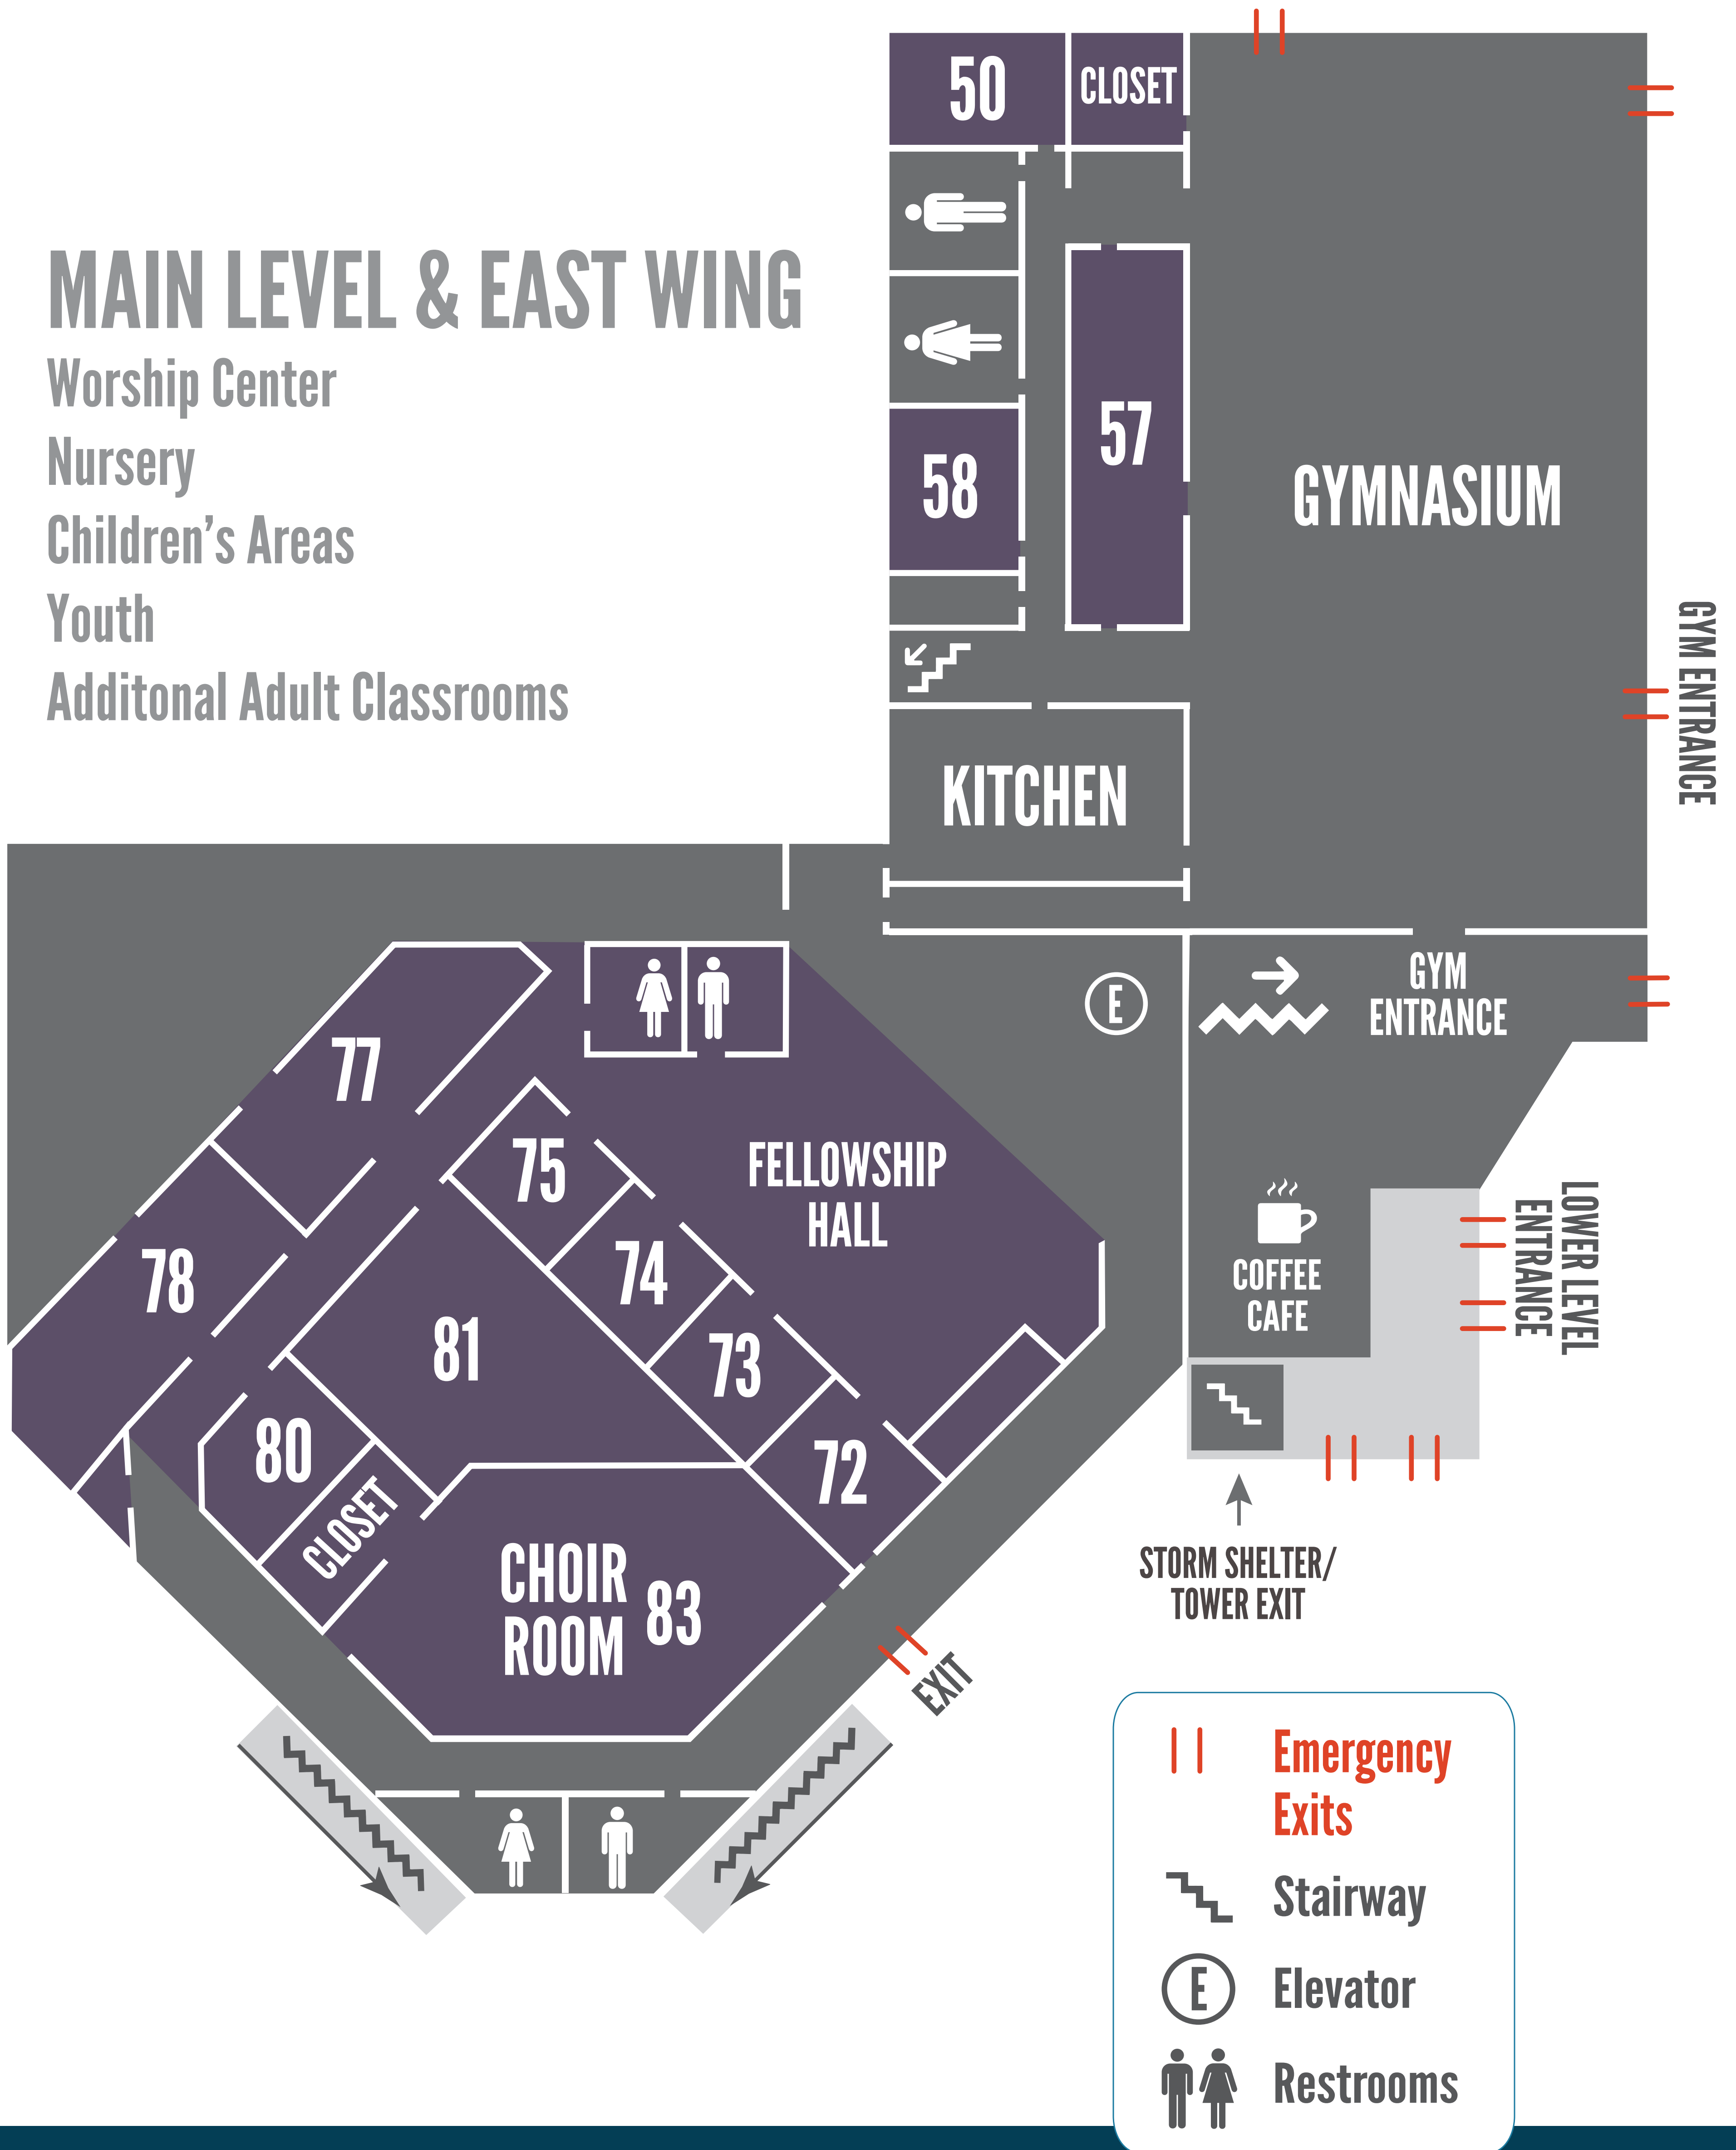 MAIN LEVEL & EAST WING
Worship Center
Nursery
Children's Areas
Youth
Additonal Adult Classrooms
50
CLOSET
57
58
GYMNASIUM
GYM ENTRANCE
KITCHEN
E
GYM
ENTRANCE
77
75
FELLOWSHIP
HALL
78
74
81
73
80
72
CLOSET
COFFEE
CAFE
LOWER LEVEL
ENTRANCE
CHOIR
ROOM
83
STORM SHELTER/
TOWER EXIT
EXIT
Emergency
Exits
Stairway
E
Elevator
Restrooms